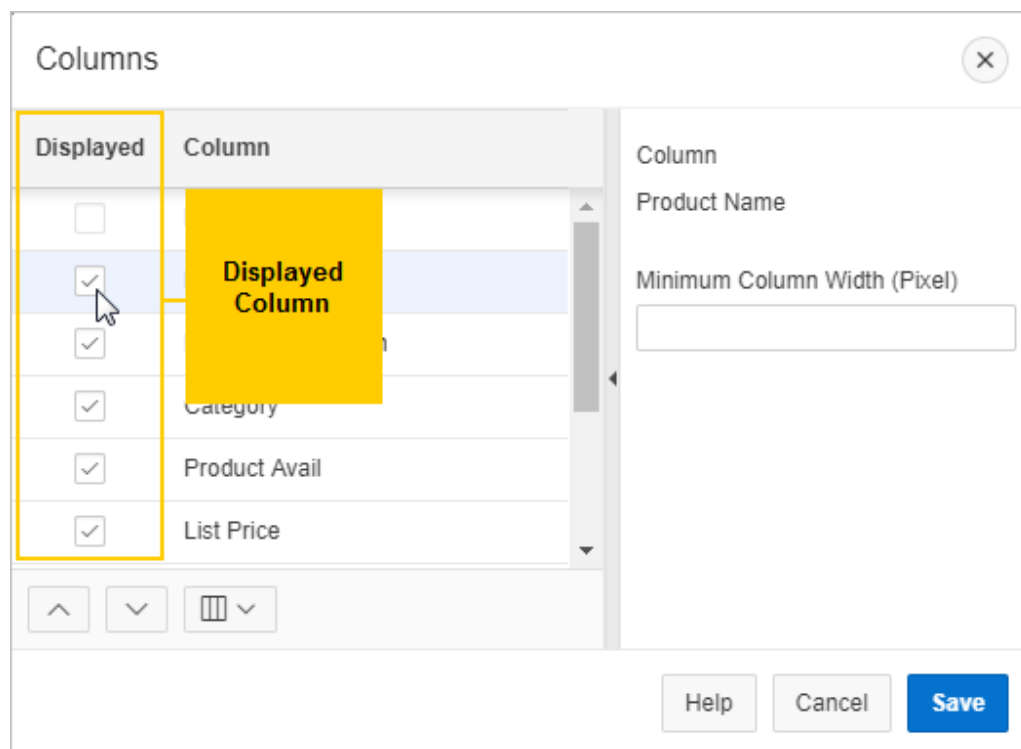 Columns
Displayed Column
Displayed
Column
Category
Product Avail
List Price
Column
Product Name
Minimum Column Width (Pixel)
Help Cancel Save